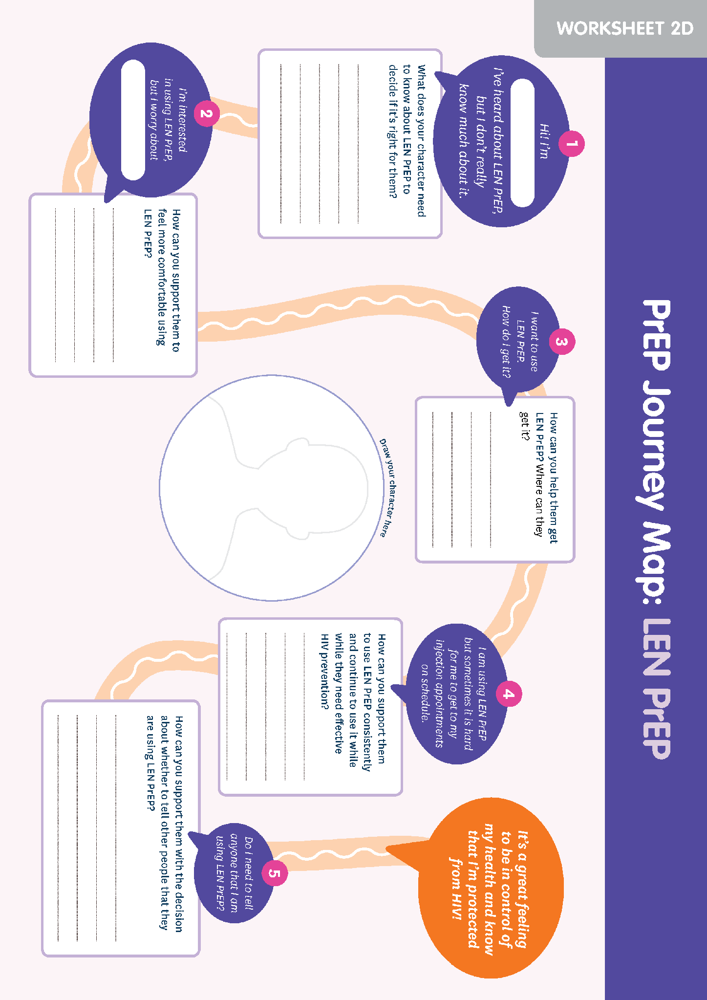 WORKSHEET 2D
PrEP Journey Map: LEN PrEP
1
Hi! I’m
I’ve heard about LEN PrEP,
but I don’t really
know much about it.
What does your character need
to know about LEN PrEP to
decide if it’s right for them?
2
I’m interested
in using LEN PrEP,
but I worry about
How can you support them to
feel more comfortable using
LEN PrEP?
3
I want to use
LEN PrEP.
How do I get it?
How can you help them get
LEN PrEP? Where can they
get it?
Draw your character here
4
I am using LEN PrEP
but sometimes it is hard
for me to get to my
injection appointments
on schedule.
How can you support them
to use LEN PrEP consistently
and continue to use it while
while they need effective
HIV prevention?
5
Do I need to tell
anyone that I am
using LEN PrEP?
How can you support them with the decision
about whether to tell other people that they
are using LEN PrEP?
It’s a great feeling
to be in control of
my health and know
that I’m protected
from HIV!